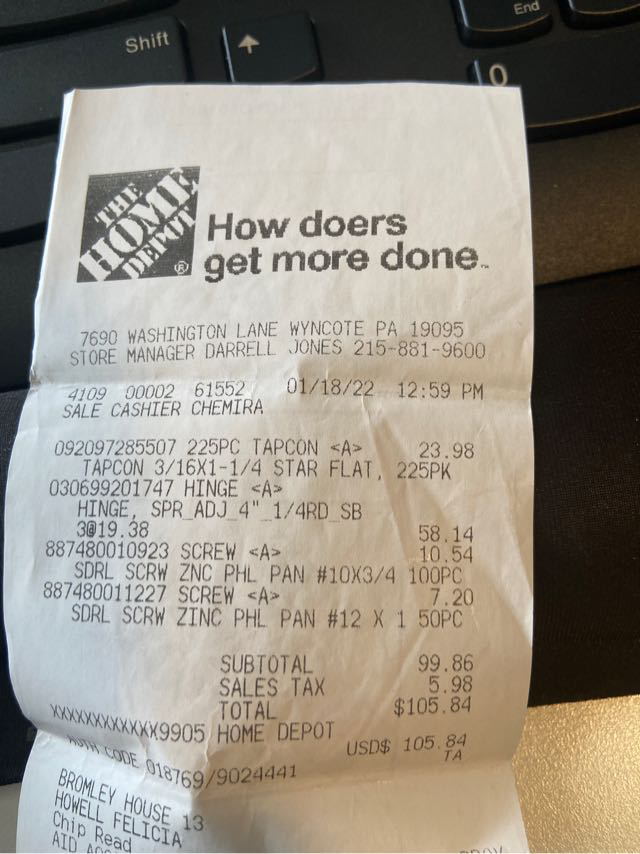 Shift
End
0
THE
HOME
DEPOT
®
How doers
get more done™
7690 WASHINGTON LANE WYNCOTE PA 19095
STORE MANAGER DARRELL JONES 215-881-9600
4109 00002 61552 01/18/22 12:59 PM
SALE CASHIER CHEMIRA
092097285507 225PC TAPCON <A> 23.98
TAPCON 3/16X1-1/4 STAR FLAT, 225PK
030699201747 HINGE <A>
HINGE, SPR_ADJ_4"_1/4RD_SB
3@19.38 58.14
887480010923 SCREW <A> 10.54
SDRL SCRW ZNC PHL PAN #10X3/4 100PC
887480011227 SCREW <A> 7.20
SDRL SCRW ZINC PHL PAN #12 X 1 50PC
SUBTOTAL 99.86
SALES TAX 5.98
TOTAL $105.84
XXXXXXXXXXXX9905 HOME DEPOT
USD$ 105.84
AUTH CODE 018769/9024441 TA
BROMLEY HOUSE 13
HOWELL FELICIA
Chip Read
AID